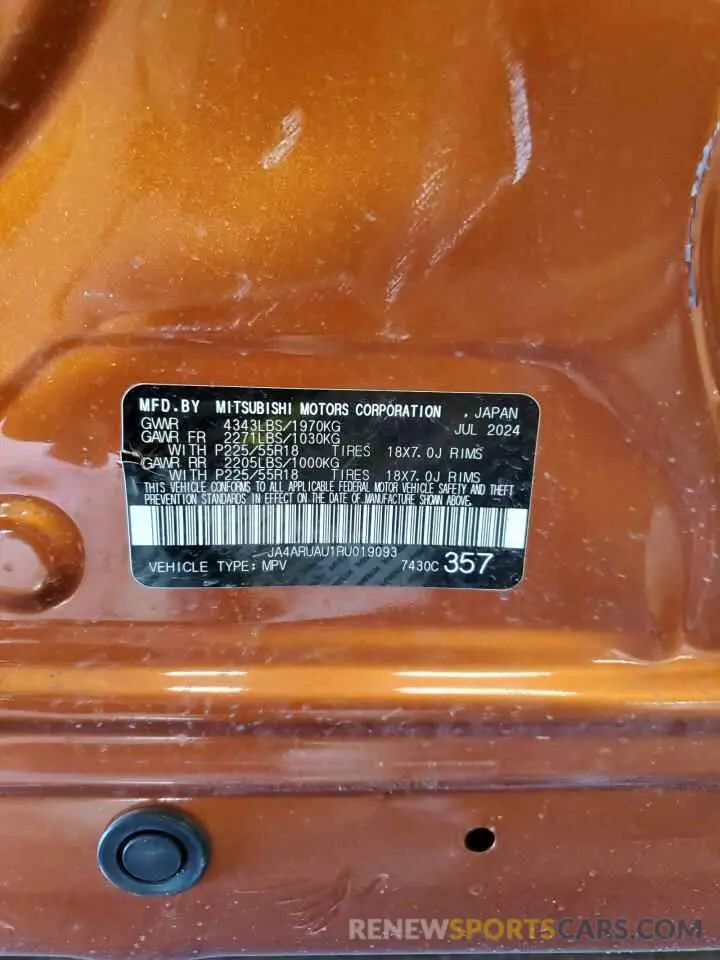 MFD.BY MITSUBISHI MOTORS CORPORATION , JAPAN
GVWR 4343LBS/1970KG JUL 2024
GAWR FR 2271LBS/1030KG
WITH P225/55R18 TIRES 18X7.0J RIMS
GAWR RR 2205LBS/1000KG
WITH P225/55R18 TIRES 18X7.0J RIMS
THIS VEHICLE CONFORMS TO ALL APPLICABLE FEDERAL MOTOR VEHICLE SAFETY AND THEFT
PREVENTION STANDARDS IN EFFECT ON THE DATE OF MANUFACTURE SHOWN ABOVE.
JA4ARUAU1RU019093
VEHICLE TYPE: MPV 7430C 357
RENEWSPORTSCARS.COM